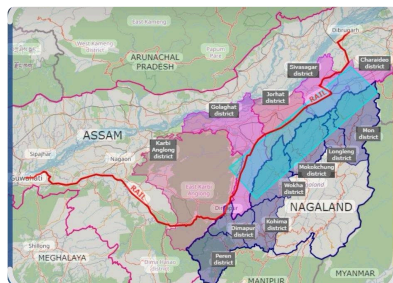 Dibrugarh
ARUNACHAL
PRADESH
Charaideo
district
Sivasagar
district
Jorhat
district
RAIL
Golaghat
district
Mon
district
ASSAM
Karbi
Anglong
district
Longleng
district
Sipajhar
Nagaon
Mokokchung
district
Guwahati
Wokha
district
RAIL
NAGALAND
Dimapur
district
Kohima
district
Shillong
MEGHALAYA
Peren
district
MYANMAR
MANIPUR